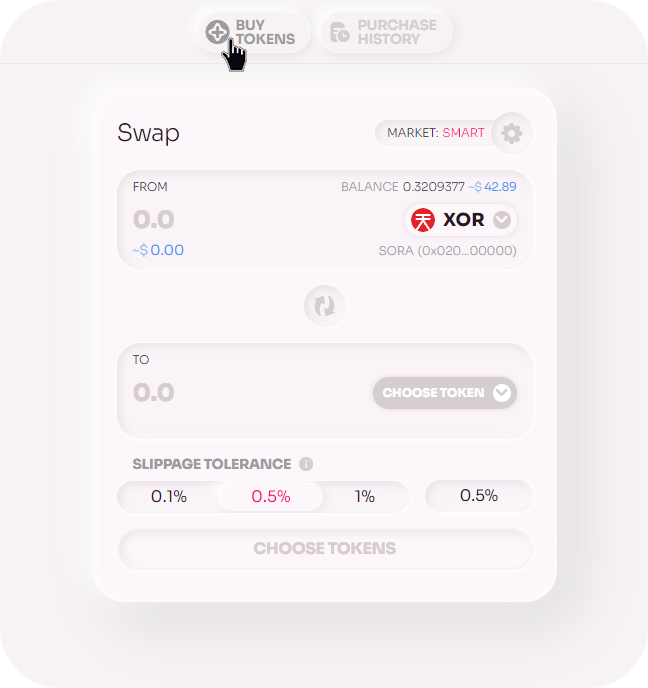 BUY
TOKENS
PURCHASE
HISTORY
Swap
MARKET: SMART
FROM
BALANCE 0.3209377 ~$ 42.89
0.0
XOR
~$ 0.00
SORA (0x020...00000)
TO
0.0
CHOOSE TOKEN
SLIPPAGE TOLERANCE
0.1% 0.5% 1% 0.5%
CHOOSE TOKENS